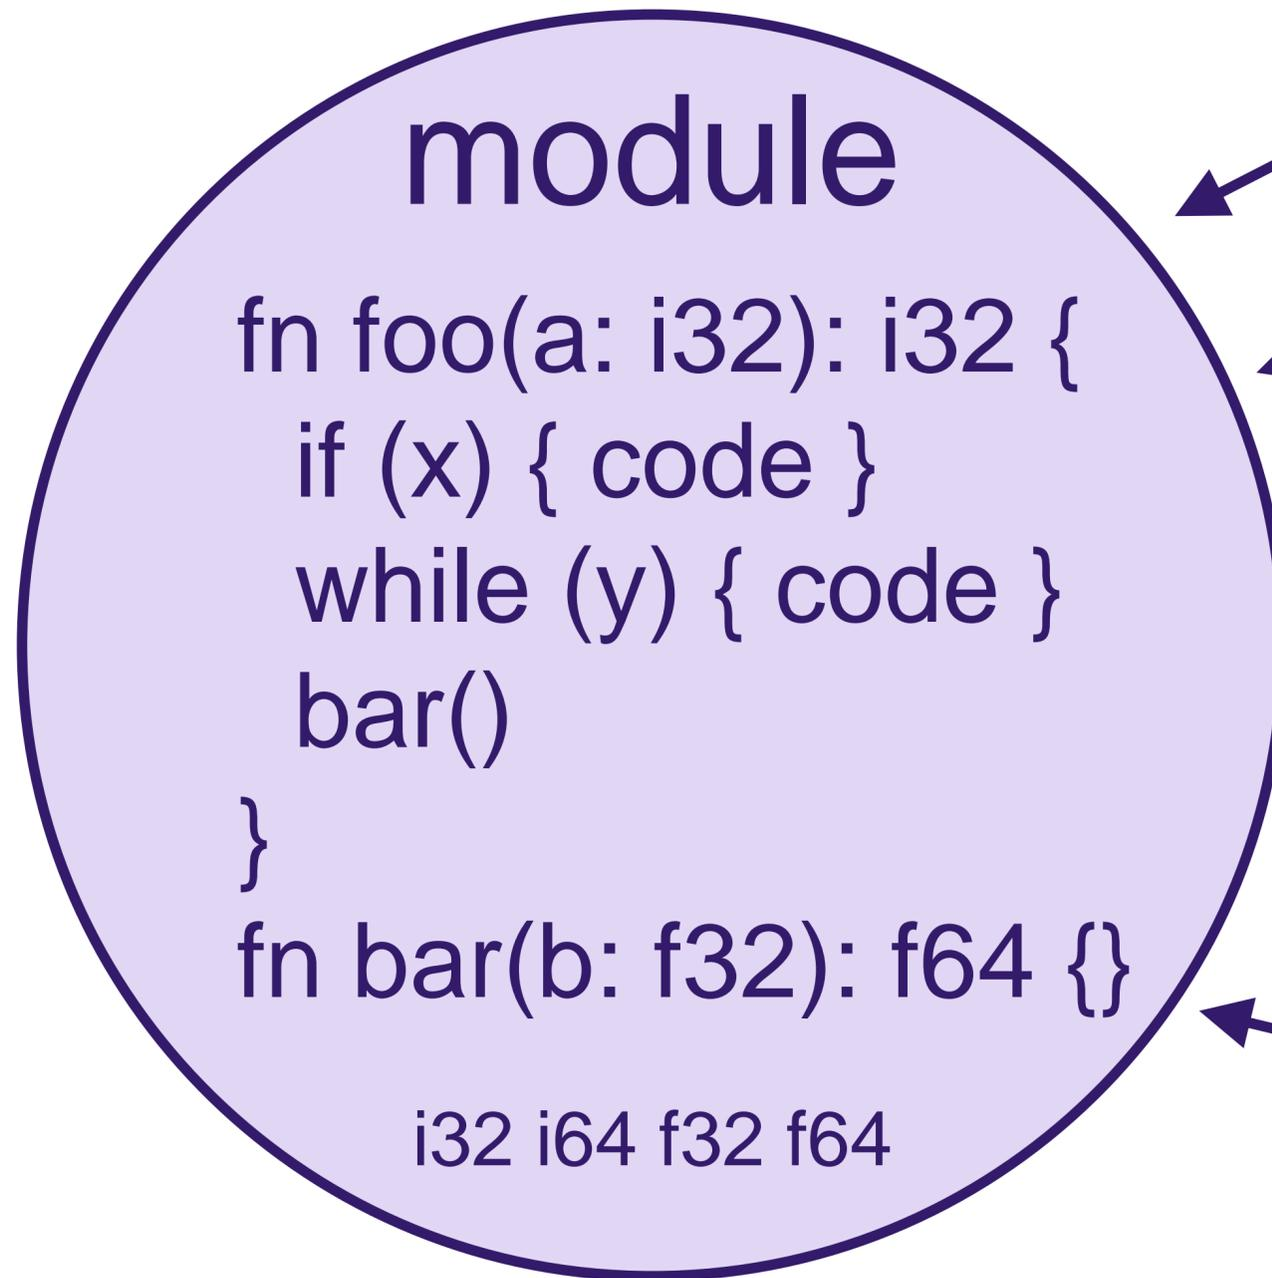 module
fn foo(a: i32): i32 {
if (x) { code }
while (y) { code }
bar()
}
fn bar(b: f32): f64 {}
i32 i64 f32 f64